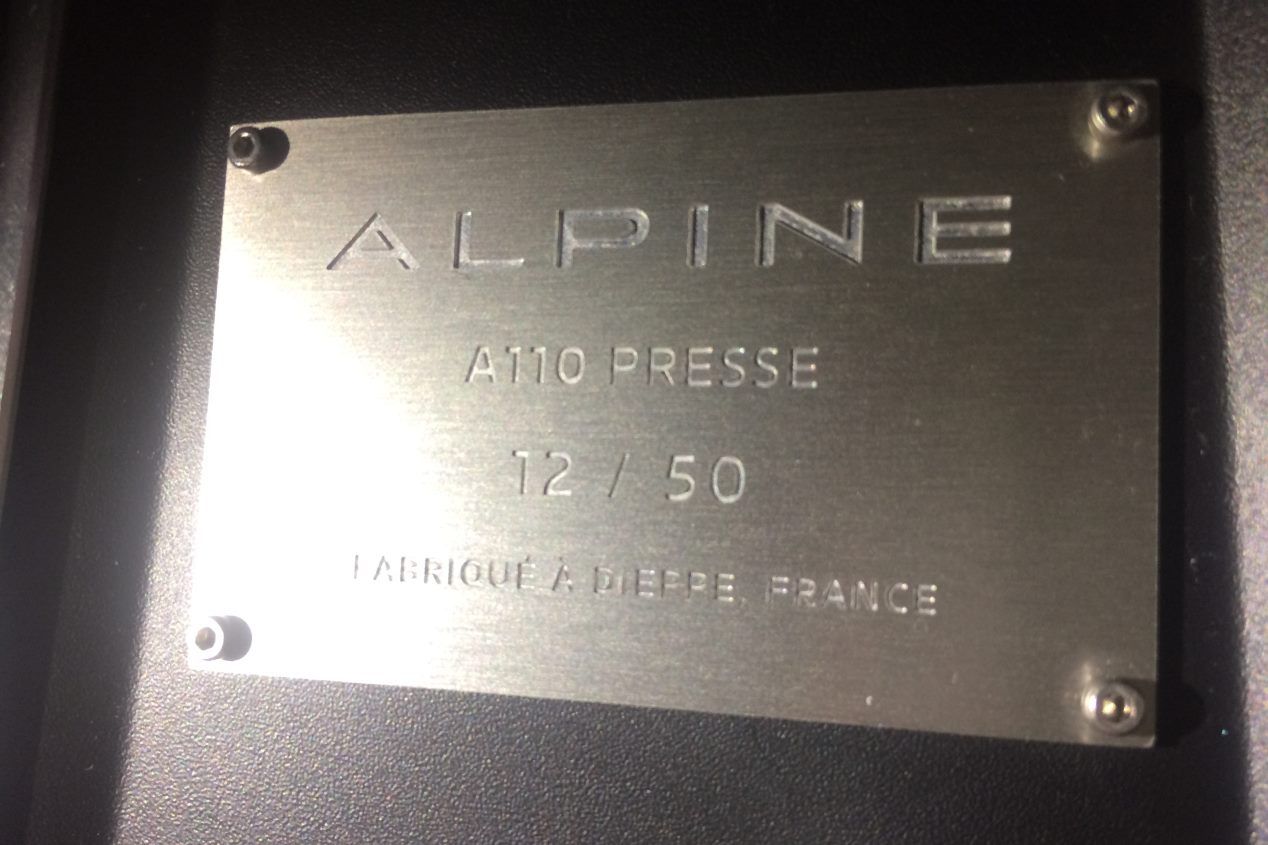 ALPINE
A110 PRESSE
12 / 50
FABRIQUÉ À DIEPPE, FRANCE